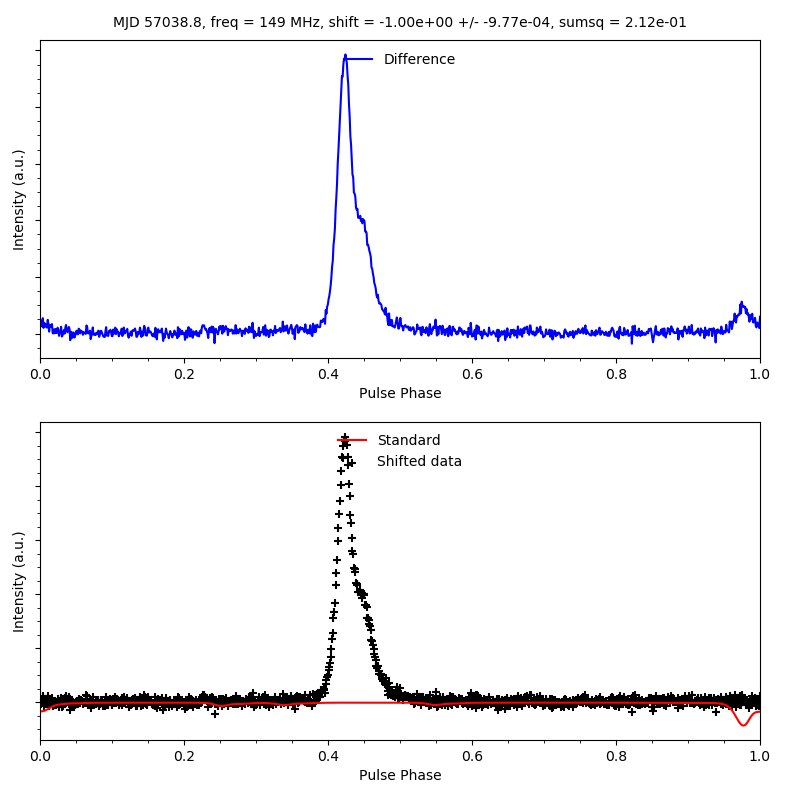 MJD 57038.8, freq = 149 MHz, shift = -1.00e+00 +/- -9.77e-04, sumsq = 2.12e-01
Difference
Intensity (a.u.)
0.0 0.2 0.4 0.6 0.8 1.0
Pulse Phase
Standard
Shifted data
Intensity (a.u.)
0.0 0.2 0.4 0.6 0.8 1.0
Pulse Phase